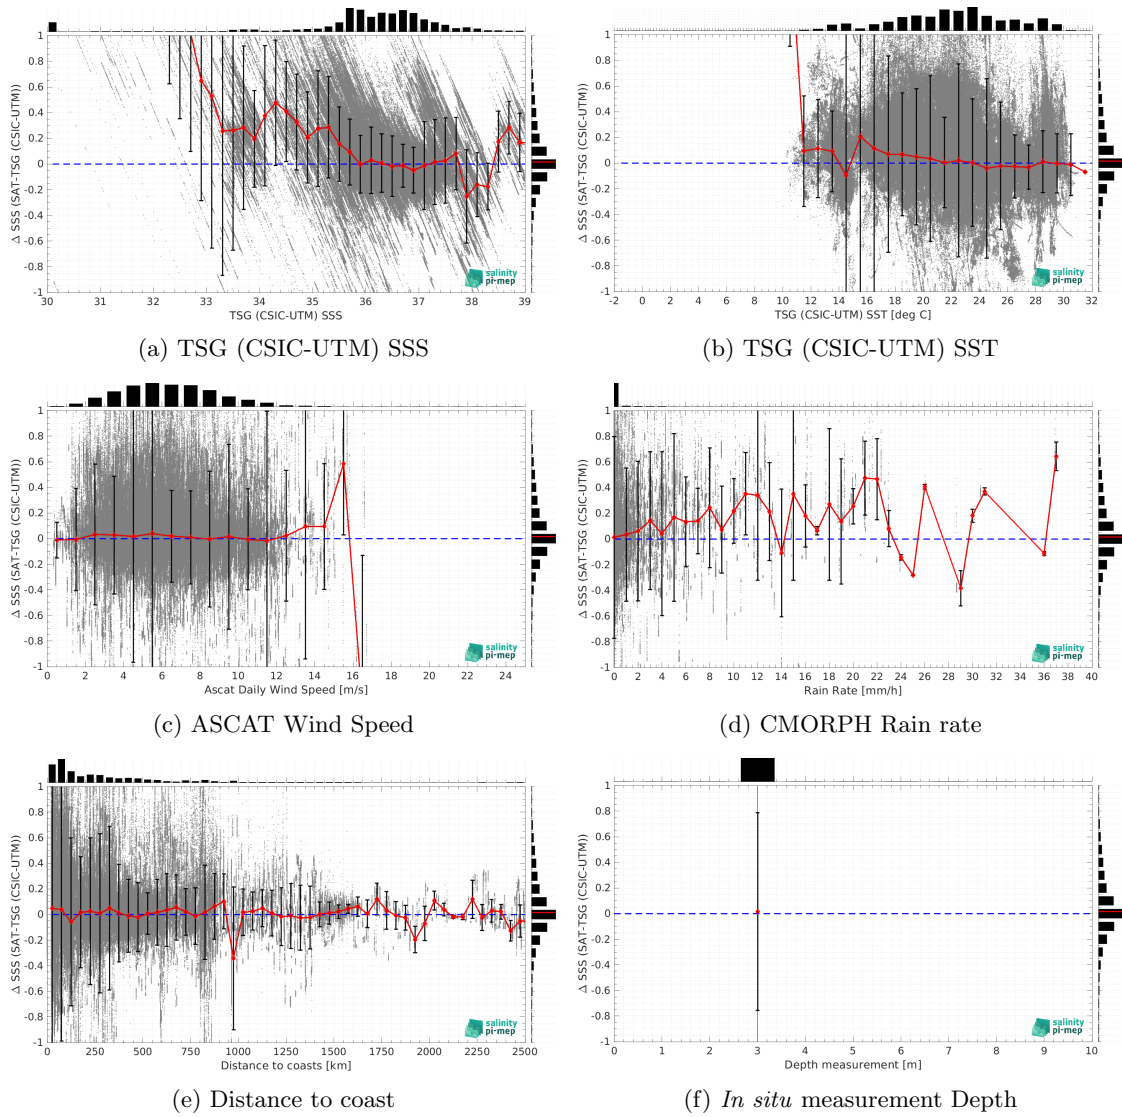 Δ SSS (SAT-TSG (CSIC-UTM))
1
0.8
0.6
0.4
0.2
0
-0.2
-0.4
-0.6
-0.8
-1
30 31 32 33 34 35 36 37 38 39
TSG (CSIC-UTM) SSS
salinity
pi-mep
(a) TSG (CSIC-UTM) SSS
Δ SSS (SAT-TSG (CSIC-UTM))
1
0.8
0.6
0.4
0.2
0
-0.2
-0.4
-0.6
-0.8
-1
-2 0 2 4 6 8 10 12 14 16 18 20 22 24 26 28 30 32
TSG (CSIC-UTM) SST [deg C]
salinity
pi-mep
(b) TSG (CSIC-UTM) SST
Δ SSS (SAT-TSG (CSIC-UTM))
1
0.8
0.6
0.4
0.2
0
-0.2
-0.4
-0.6
-0.8
-1
0 2 4 6 8 10 12 14 16 18 20 22 24
Ascat Daily Wind Speed [m/s]
salinity
pi-mep
(c) ASCAT Wind Speed
Δ SSS (SAT-TSG (CSIC-UTM))
1
0.8
0.6
0.4
0.2
0
-0.2
-0.4
-0.6
-0.8
-1
0 2 4 6 8 10 12 14 16 18 20 22 24 26 28 30 32 34 36 38 40
Rain Rate [mm/h]
salinity
pi-mep
(d) CMORPH Rain rate
Δ SSS (SAT-TSG (CSIC-UTM))
1
0.8
0.6
0.4
0.2
0
-0.2
-0.4
-0.6
-0.8
-1
0 250 500 750 1000 1250 1500 1750 2000 2250 2500
Distance to coasts [km]
salinity
pi-mep
(e) Distance to coast
Δ SSS (SAT-TSG (CSIC-UTM))
1
0.8
0.6
0.4
0.2
0
-0.2
-0.4
-0.6
-0.8
-1
0 1 2 3 4 5 6 7 8 9 10
Depth measurement [m]
salinity
pi-mep
(f) In situ measurement Depth